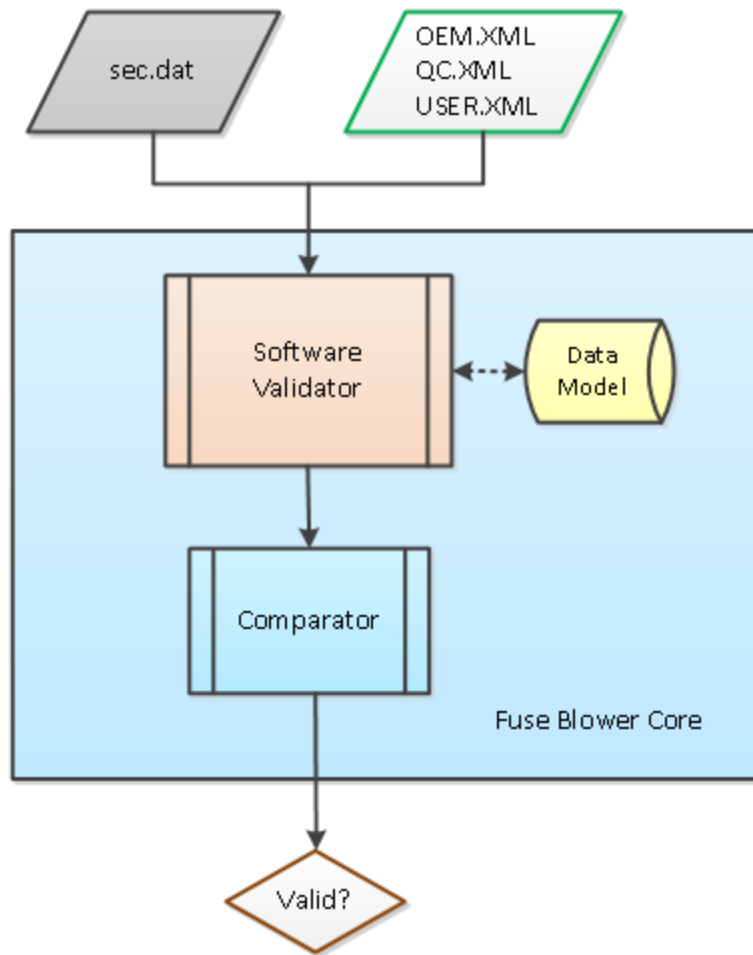 sec.dat
OEM.XML
QC.XML
USER.XML
Software
Validator
Data
Model
Comparator
Fuse Blower Core
Valid?